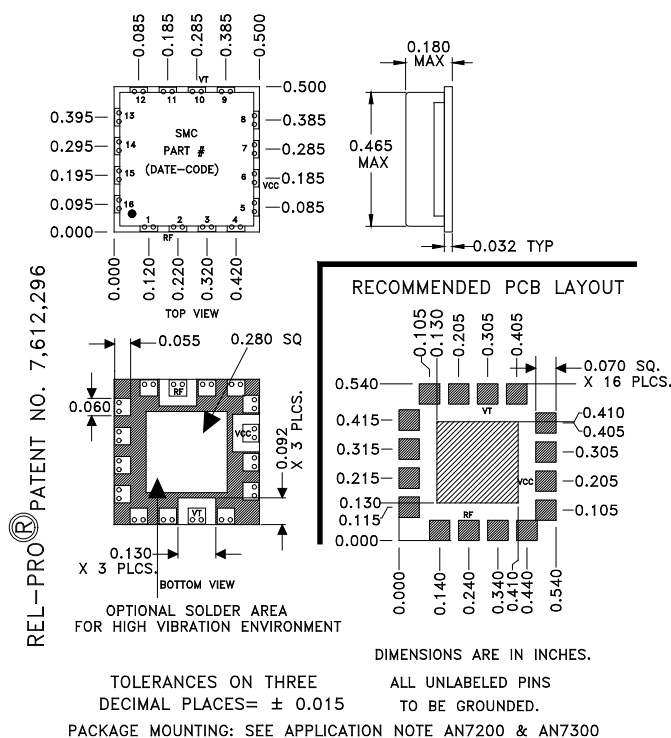 0.085
0.185
0.285
0.385
0.500
VT
12
11
10
9
0.500
0.395
0.295
0.195
0.095
0.000
13
14
15
16
SMC
PART #
(DATE-CODE)
8
7
6
5
VCC
0.385
0.285
0.185
0.085
1
2
3
4
RF
0.000
0.120
0.220
0.320
0.420
TOP VIEW
0.180
MAX
0.465
MAX
0.032 TYP
REL-PRO® PATENT NO. 7,612,296
0.055
0.280 SQ
0.060
RF
VCC
VT
0.092
X 3 PLCS.
0.130
X 3 PLCS.
BOTTOM VIEW
OPTIONAL SOLDER AREA
FOR HIGH VIBRATION ENVIRONMENT
RECOMMENDED PCB LAYOUT
0.105
0.130
0.205
0.305
0.405
0.070 SQ.
X 16 PLCS.
0.540
0.415
0.315
0.215
0.130
0.115
0.000
VT
VCC
RF
0.410
0.405
0.305
0.205
0.105
0.000
0.140
0.240
0.340
0.410
0.440
0.540
DIMENSIONS ARE IN INCHES.
TOLERANCES ON THREE
DECIMAL PLACES= ± 0.015
ALL UNLABELED PINS
TO BE GROUNDED.
PACKAGE MOUNTING: SEE APPLICATION NOTE AN7200 & AN7300